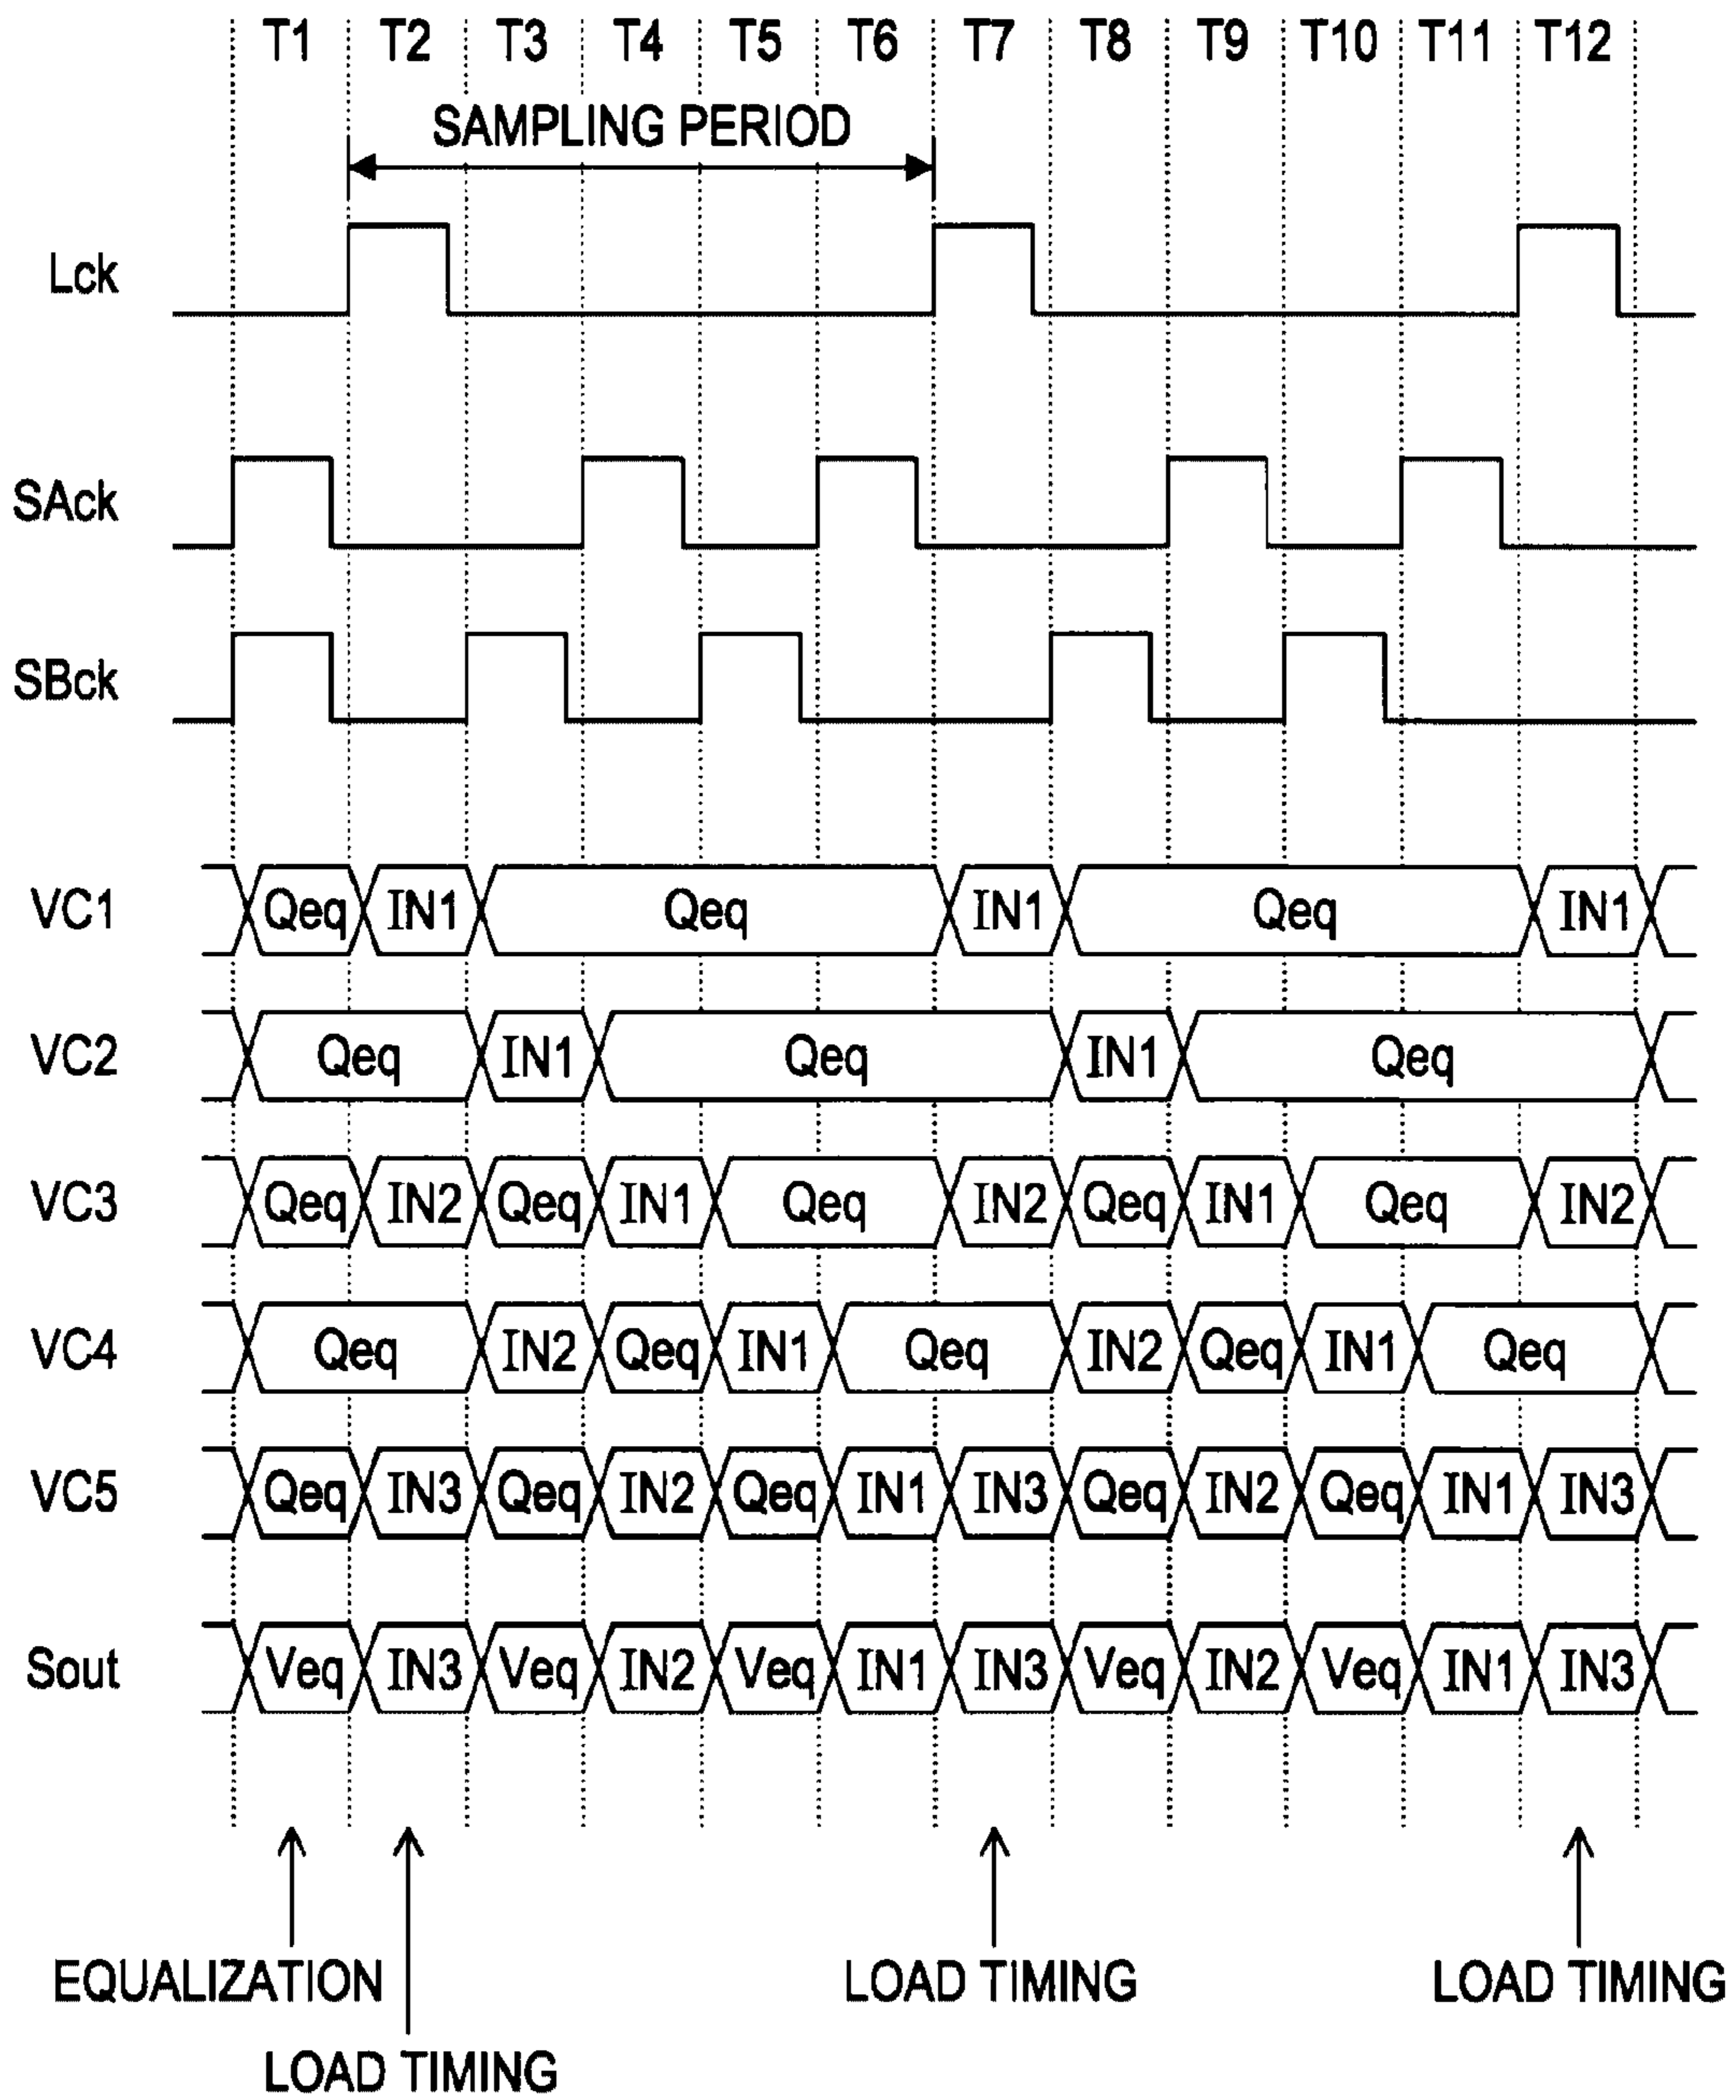 T1 T2 T3 T4 T5 T6 T7 T8 T9 T10 T11 T12
SAMPLING PERIOD
Lck
SAck
SBck
VC1 Qeq IN1 Qeq IN1 Qeq IN1
VC2 Qeq IN1 Qeq IN1 Qeq
VC3 Qeq IN2 Qeq IN1 Qeq IN2 Qeq IN1 Qeq IN2
VC4 Qeq IN2 Qeq IN1 Qeq IN2 Qeq IN1 Qeq
VC5 Qeq IN3 Qeq IN2 Qeq IN1 IN3 Qeq IN2 Qeq IN1 IN3
Sout Veq IN3 Veq IN2 Veq IN1 IN3 Veq IN2 Veq IN1 IN3
EQUALIZATION LOAD TIMING LOAD TIMING
LOAD TIMING